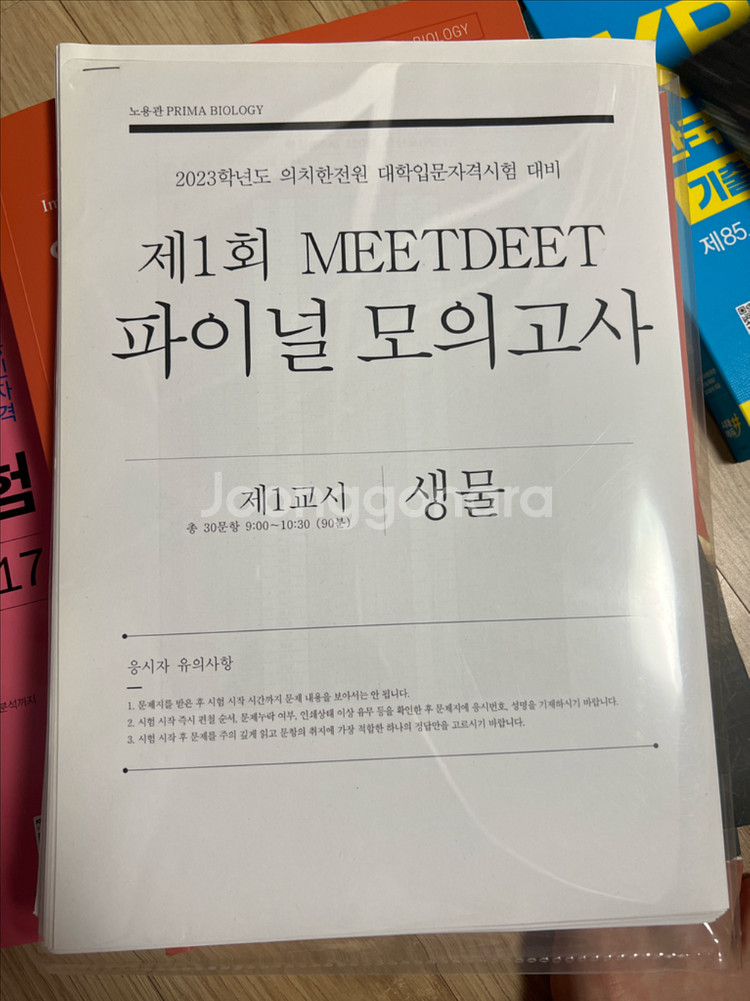 BIOLOGY
노용관 PRIMA BIOLOGY
2023학년도 의치한전원 대학입문자격시험 대비
제1회 MEETDEET
파이널 모의고사
제1교시
총 30문항 9:00~10:30 (90분)
생물
Joonggonara
응시자 유의사항
1. 문제지를 받은 후 시험 시작 시간까지 문제 내용을 보아서는 안 됩니다.
2. 시험 시작 즉시 편철 순서, 문제누락 여부, 인쇄상태 이상 유무 등을 확인한 후 문제지에 응시번호, 성명을 기재하시기 바랍니다.
3. 시험 시작 후 문제를 주의 깊게 읽고 문항의 취지에 가장 적합한 하나의 정답만을 고르시기 바랍니다.
제85
험
17